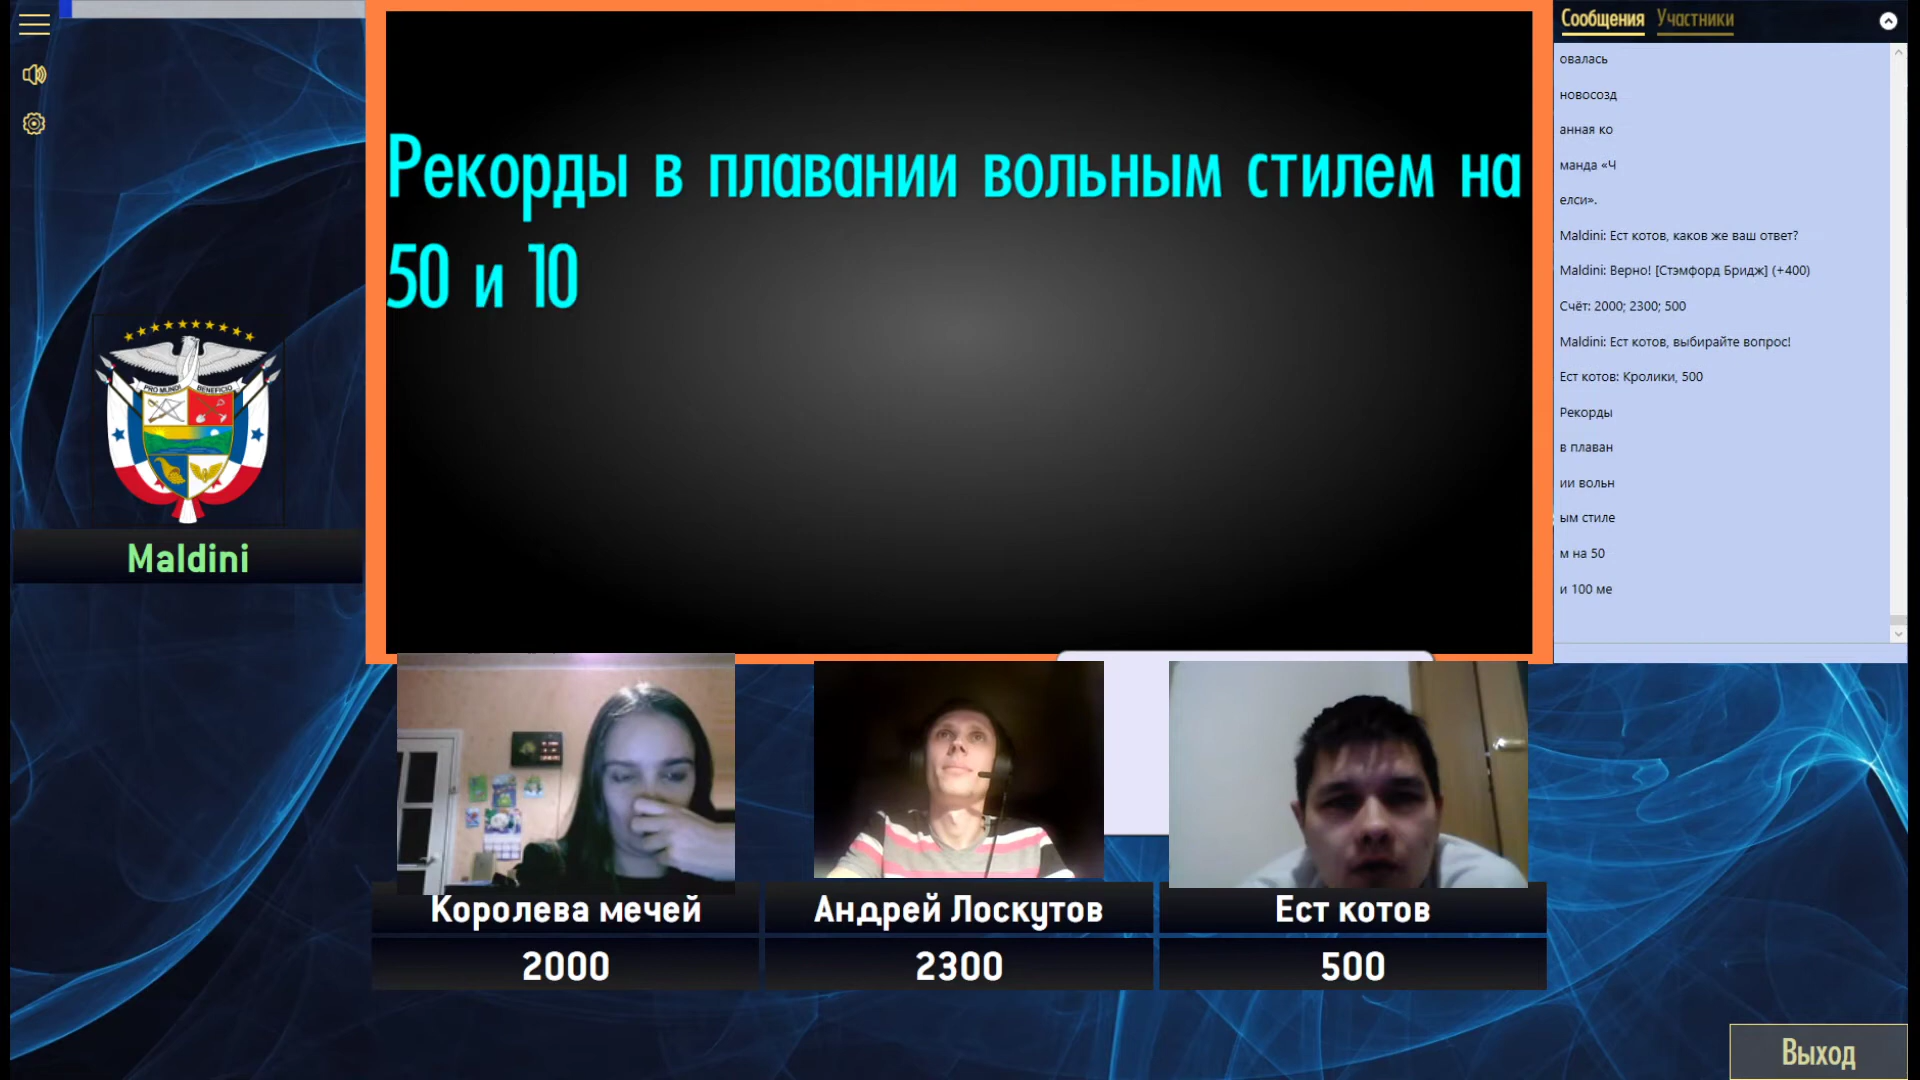 Рекорды в плавании вольным стилем на
50 и 10
Сообщения Участники
овалась
новосозд
анная ко
манда «Ч
елси».
Maldini: Ест котов, каков же ваш ответ?
Maldini: Верно! [Стэмфорд Бридж] (+400)
Счёт: 2000; 2300; 500
Maldini: Ест котов, выбирайте вопрос!
Ест котов: Кролики, 500
Рекорды
в плаван
ии вольн
ым стиле
м на 50
и 100 ме
PRO MUNDI BENEFICIO
Maldini
Королева мечей
2000
Андрей Лоскутов
2300
Ест котов
500
Выход